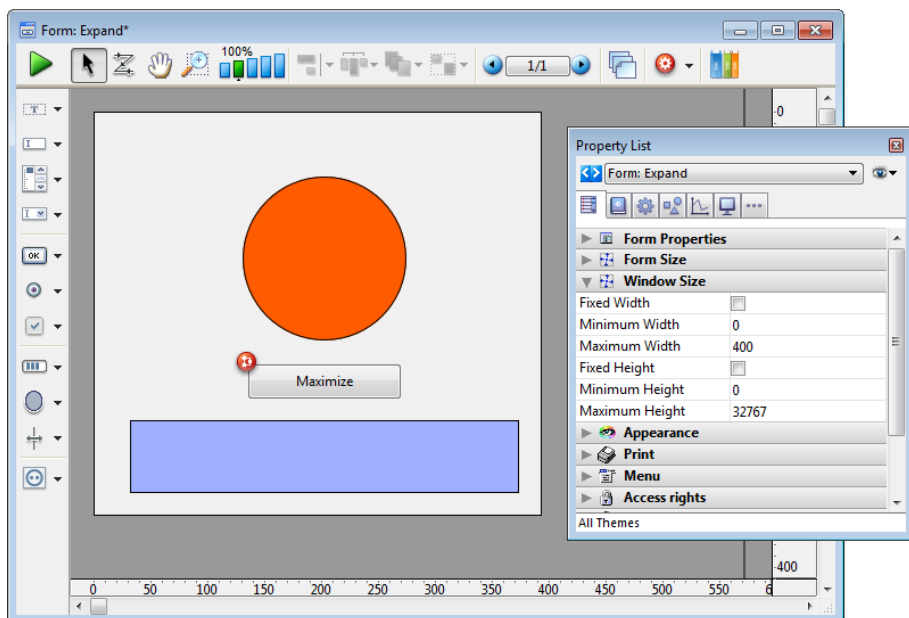 Form: Expand*
100%
1/1
T
I
I
OK
0
Maximize
-400
0 50 100 150 200 250 300 350 400 450 500 550 6
Property List
Form: Expand
Form Properties
Form Size
Window Size
Fixed Width
Minimum Width 0
Maximum Width 400
Fixed Height
Minimum Height 0
Maximum Height 32767
Appearance
Print
Menu
Access rights
All Themes